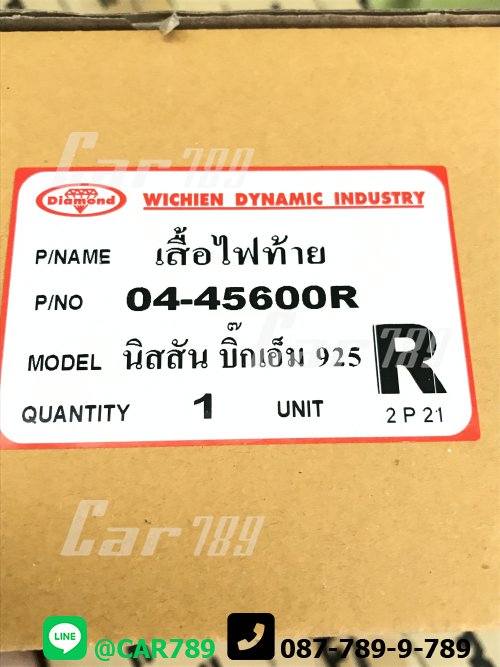 Car 789
Diamond WICHIEN DYNAMIC INDUSTRY
P/NAME เสื้อไฟท้าย
P/NO 04-45600R
Car 789
MODEL นิสสัน บิ๊กเอ็ม 925 R
QUANTITY 1 UNIT 2 P 21
Car 789
LINE @CAR789 087-789-9-789